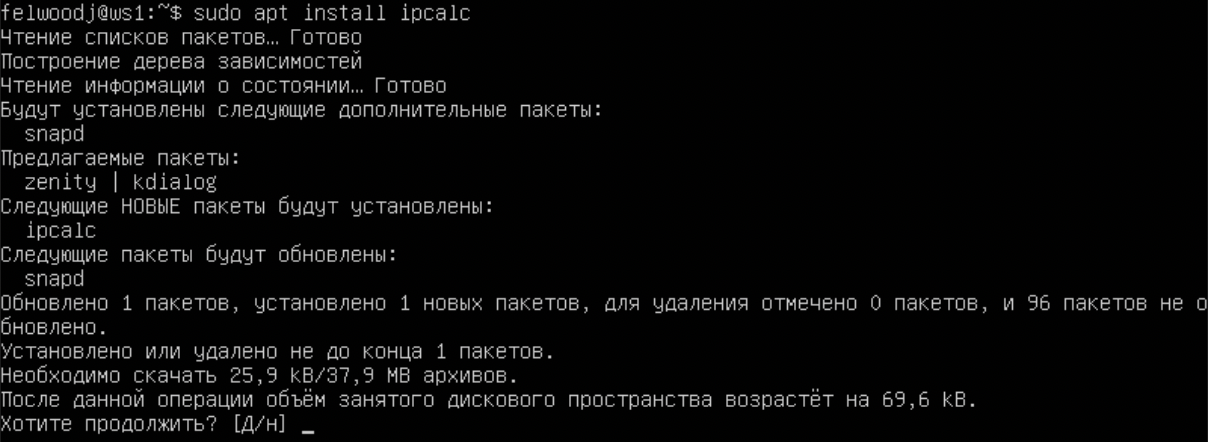 felwoodj@ws1:~$ sudo apt install ipcalc
Чтение списков пакетов… Готово
Построение дерева зависимостей
Чтение информации о состоянии… Готово
Будут установлены следующие дополнительные пакеты:
  snapd
Предлагаемые пакеты:
  zenity | kdialog
Следующие НОВЫЕ пакеты будут установлены:
  ipcalc
Следующие пакеты будут обновлены:
  snapd
Обновлено 1 пакетов, установлено 1 новых пакетов, для удаления отмечено 0 пакетов, и 96 пакетов не о
бновлено.
Установлено или удалено не до конца 1 пакетов.
Необходимо скачать 25,9 kB/37,9 MB архивов.
После данной операции объём занятого дискового пространства возрастёт на 69,6 kB.
Хотите продолжить? [Д/н] _